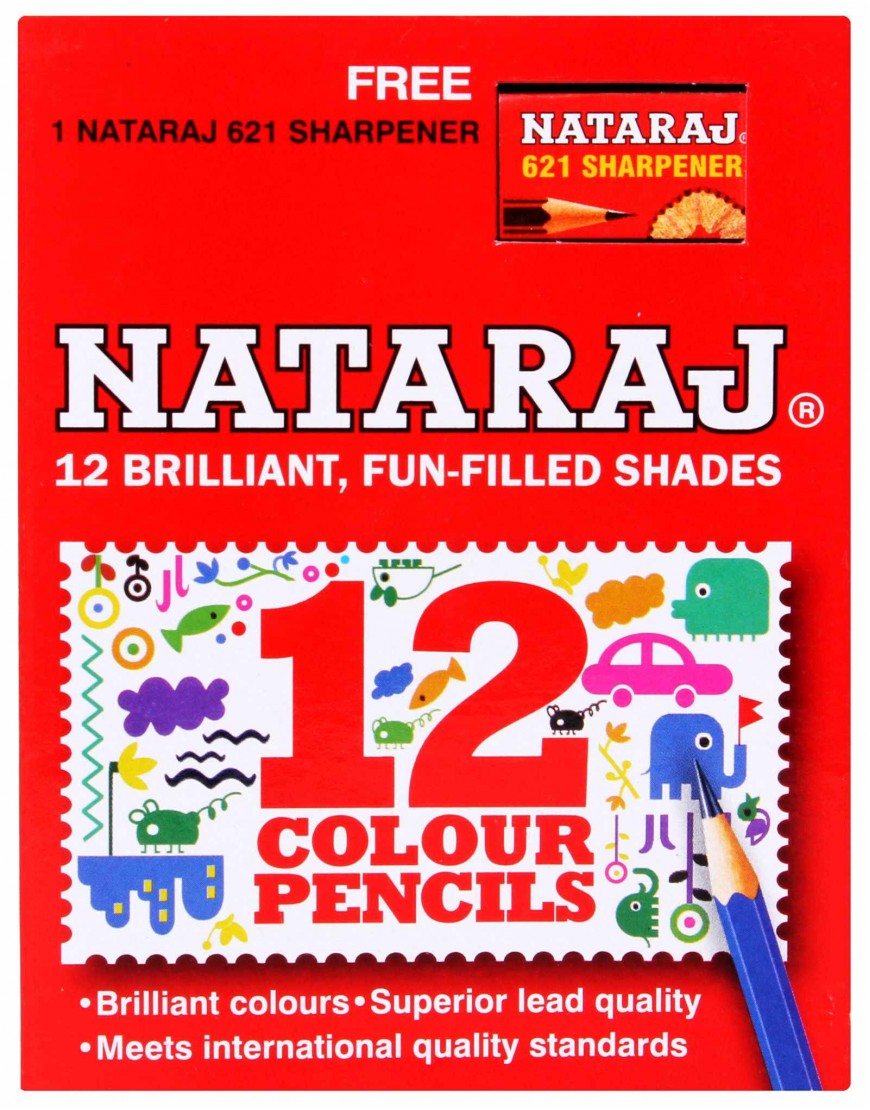 FREE
1 NATARAJ 621 SHARPENER
NATARAJ
621 SHARPENER
NATARAJ®
12 BRILLIANT, FUN-FILLED SHADES
12
COLOUR
PENCILS
•Brilliant colours•Superior lead quality
•Meets international quality standards